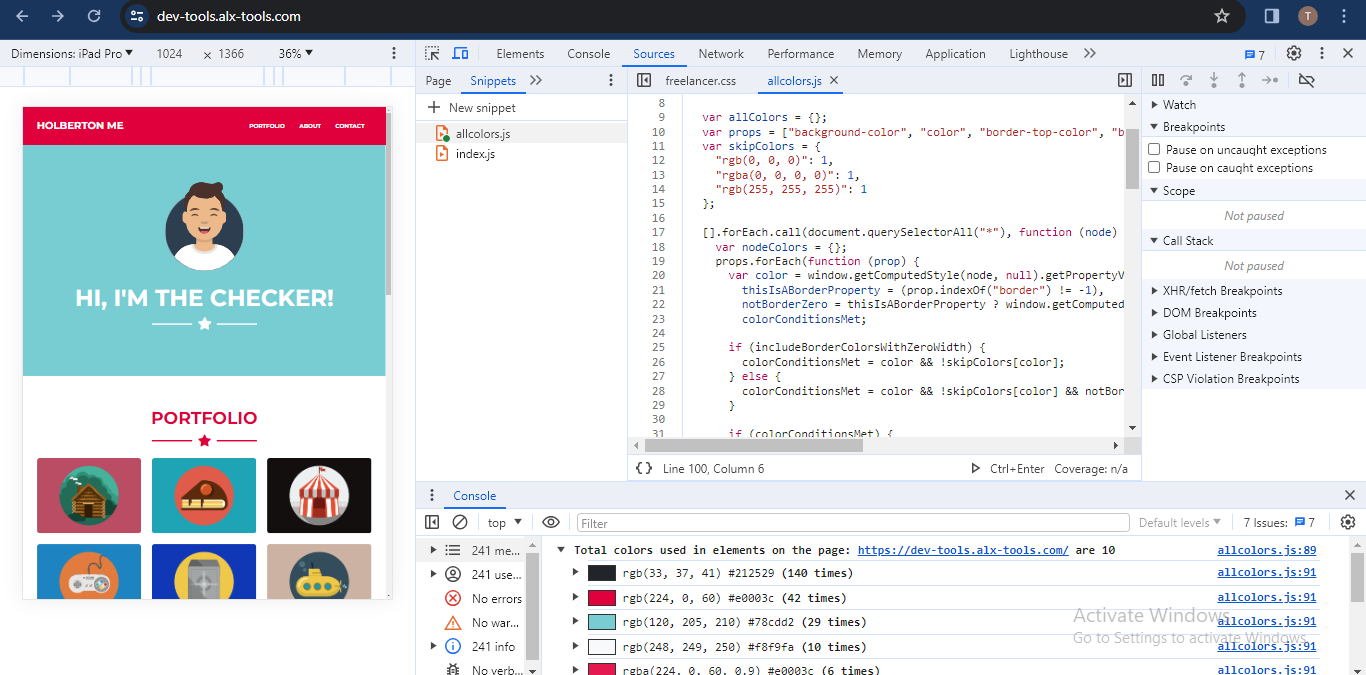 dev-tools.alx-tools.com
T
Dimensions: iPad Pro 1024 × 1366 36%
Elements Console Sources Network Performance Memory Application Lighthouse 7
Page Snippets
freelancer.css allcolors.js
New snippet
allcolors.js
index.js
HOLBERTON ME
PORTFOLIO ABOUT CONTACT
HI, I'M THE CHECKER!
PORTFOLIO
8
9 var allColors = {};
10 var props = ["background-color", "color", "border-top-color", "b
11 var skipColors = {
12 "rgb(0, 0, 0)": 1,
13 "rgba(0, 0, 0, 0)": 1,
14 "rgb(255, 255, 255)": 1
15 };
16
17 [].forEach.call(document.querySelectorAll("*"), function (node)
18 var nodeColors = {};
19 props.forEach(function (prop) {
20 var color = window.getComputedStyle(node, null).getPropertyV
21 thisIsABorderProperty = (prop.indexOf("border") != -1),
22 notBorderZero = thisIsABorderProperty ? window.getComputed
23 colorConditionsMet;
24
25 if (includeBorderColorsWithZeroWidth) {
26 colorConditionsMet = color && !skipColors[color];
27 } else {
28 colorConditionsMet = color && !skipColors[color] && notBor
29 }
30
31 if (colorConditionsMet) {
{} Line 100, Column 6 Ctrl+Enter Coverage: n/a
Watch
Breakpoints
Pause on uncaught exceptions
Pause on caught exceptions
Scope
Not paused
Call Stack
Not paused
XHR/fetch Breakpoints
DOM Breakpoints
Global Listeners
Event Listener Breakpoints
CSP Violation Breakpoints
Console
top Filter Default levels 7 Issues: 7
241 me...
241 use...
No errors
No war...
241 info
No verb...
Total colors used in elements on the page: https://dev-tools.alx-tools.com/ are 10 allcolors.js:89
rgb(33, 37, 41) #212529 (140 times) allcolors.js:91
rgb(224, 0, 60) #e0003c (42 times) allcolors.js:91
rgb(120, 205, 210) #78cdd2 (29 times) allcolors.js:91
rgb(248, 249, 250) #f8f9fa (10 times) allcolors.js:91
rgba(224, 0, 60, 0.9) #e0003c (6 times) allcolors.js:91
Activate Windows
Go to Settings to activate Windows.